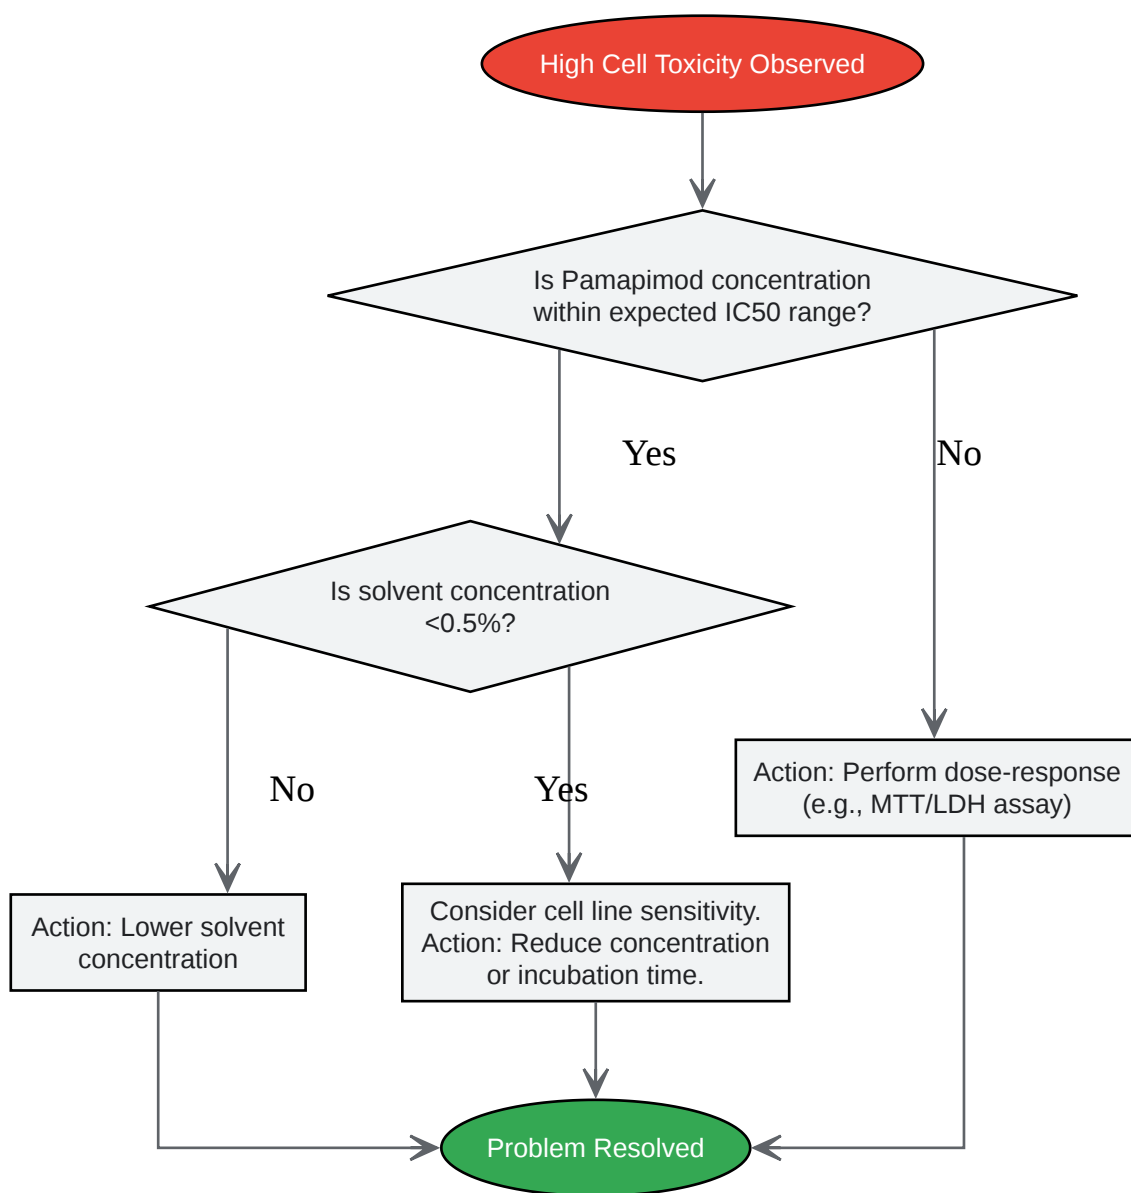 High Cell Toxicity Observed
Is Pamapimod concentration
within expected IC50 range?
Yes
No
Is solvent concentration
<0.5%?
No
Yes
Action: Perform dose-response
(e.g., MTT/LDH assay)
Action: Lower solvent
concentration
Consider cell line sensitivity.
Action: Reduce concentration
or incubation time.
Problem Resolved